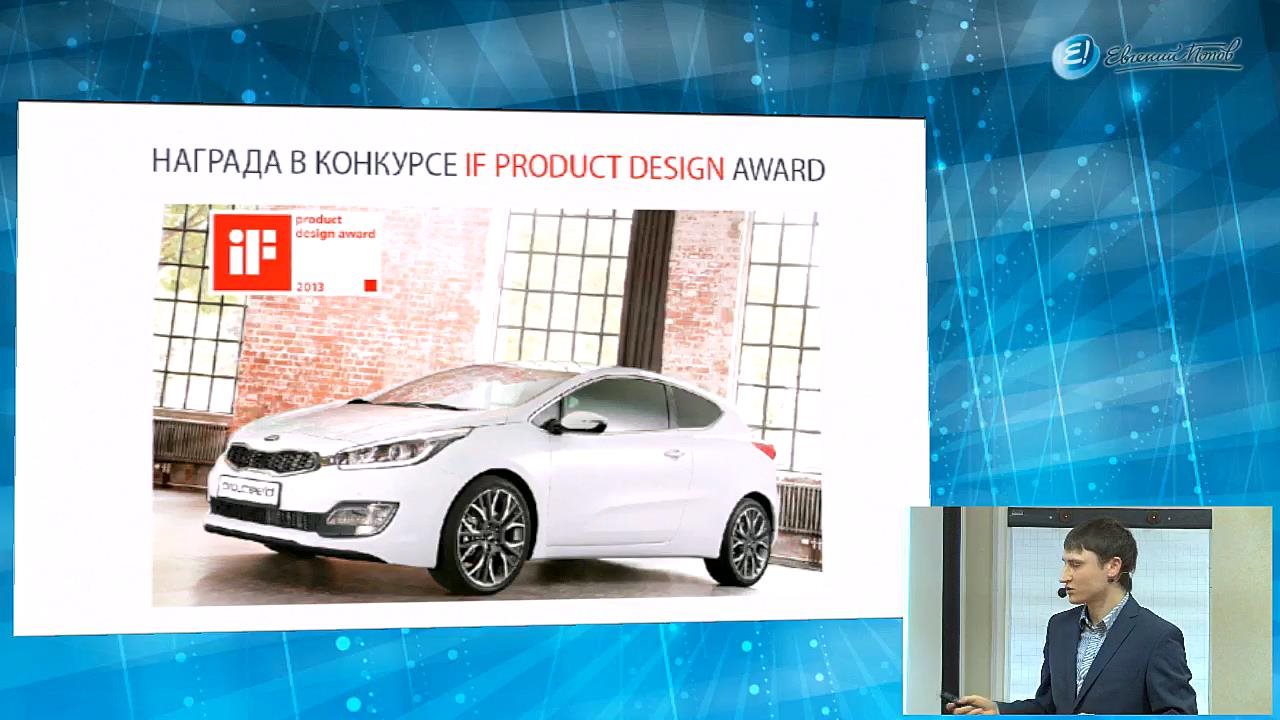 E! Евгений Попов
НАГРАДА В КОНКУРСЕ IF PRODUCT DESIGN AWARD
iF
product
design award
2013
pro_cee'd